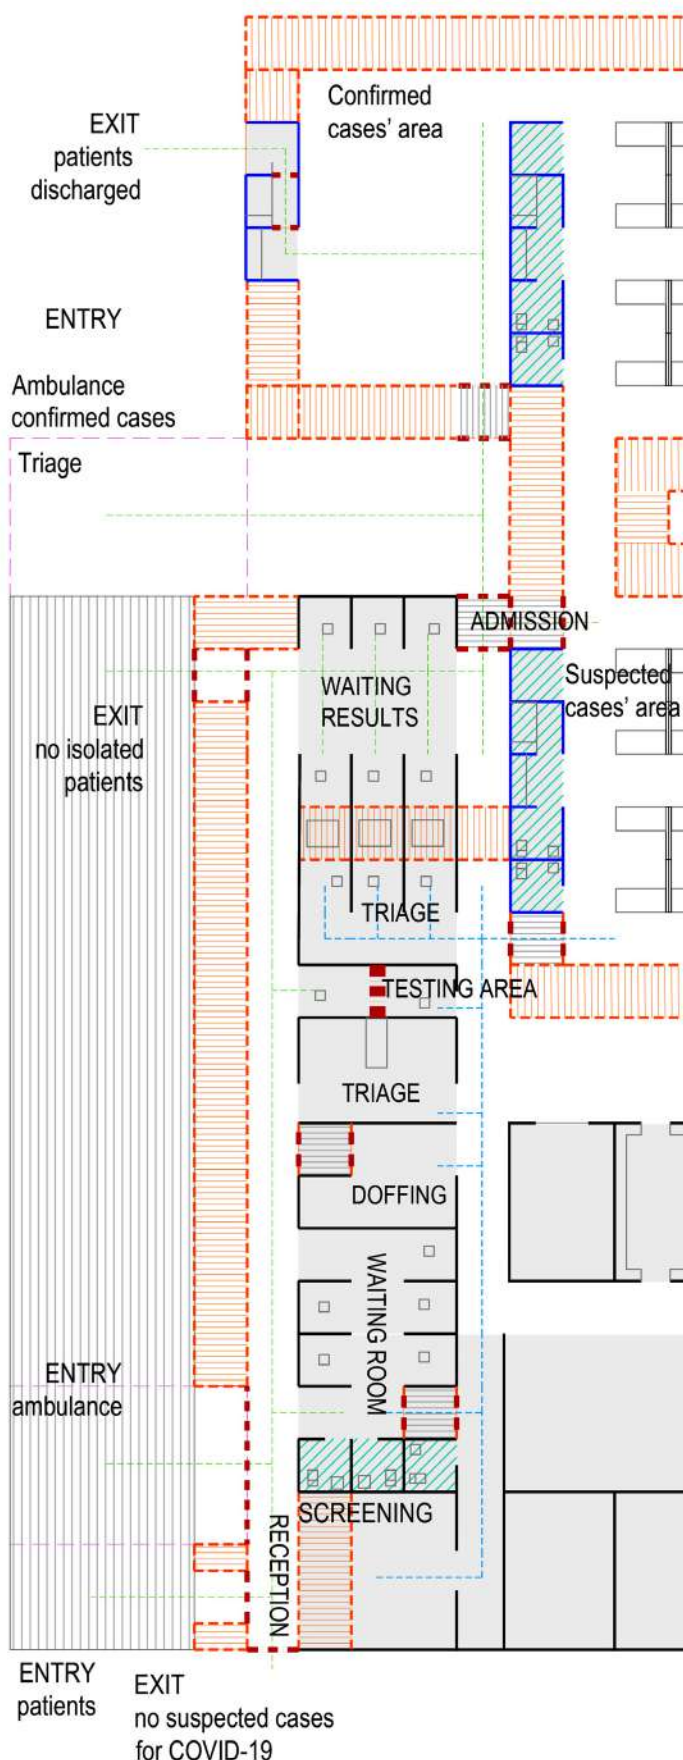 Confirmed
cases' area
EXIT
patients
discharged
ENTRY
Ambulance
confirmed cases
Triage
ADMISSION
WAITING
RESULTS
Suspected
cases' area
EXIT
no isolated
patients
TRIAGE
TESTING AREA
TRIAGE
DOFFING
WAITING ROOM
ENTRY
ambulance
SCREENING
RECEPTION
ENTRY
patients
EXIT
no suspected cases
for COVID-19